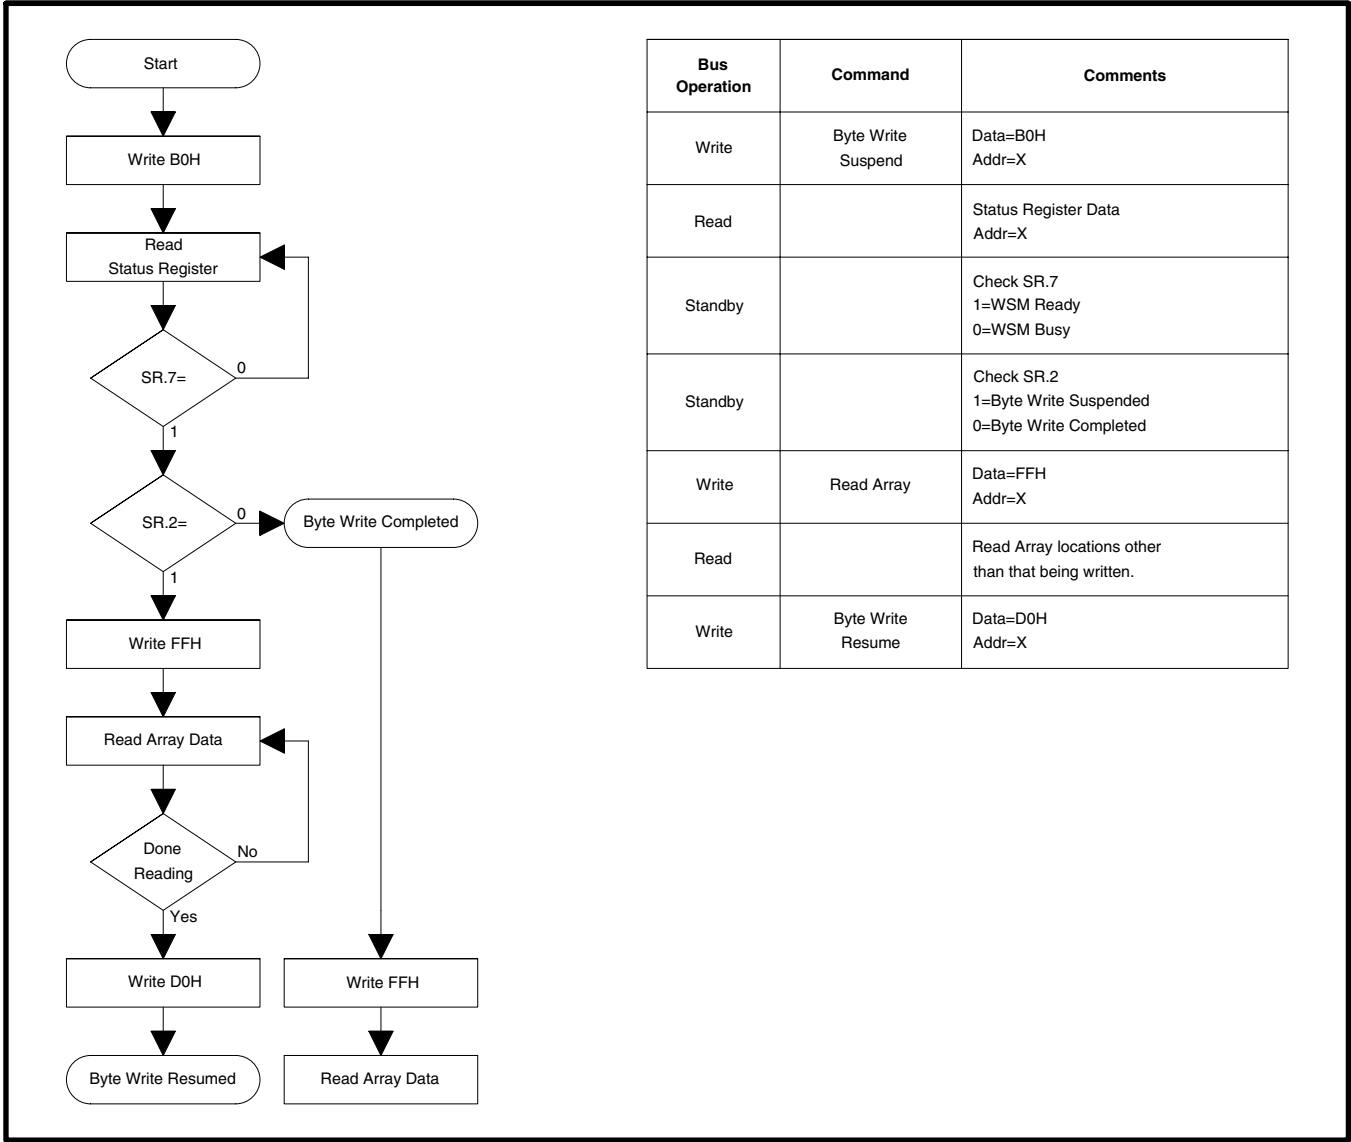 Start
Write B0H
Read
Status Register
SR.7=
0
1
SR.2=
0
Byte Write Completed
1
Write FFH
Read Array Data
Done
Reading
No
Yes
Write D0H
Write FFH
Byte Write Resumed
Read Array Data
Bus
Operation
Command
Comments
Write
Byte Write
Suspend
Data=B0H
Addr=X
Read
Status Register Data
Addr=X
Standby
Check SR.7
1=WSM Ready
0=WSM Busy
Standby
Check SR.2
1=Byte Write Suspended
0=Byte Write Completed
Write
Read Array
Data=FFH
Addr=X
Read
Read Array locations other
than that being written.
Write
Byte Write
Resume
Data=D0H
Addr=X